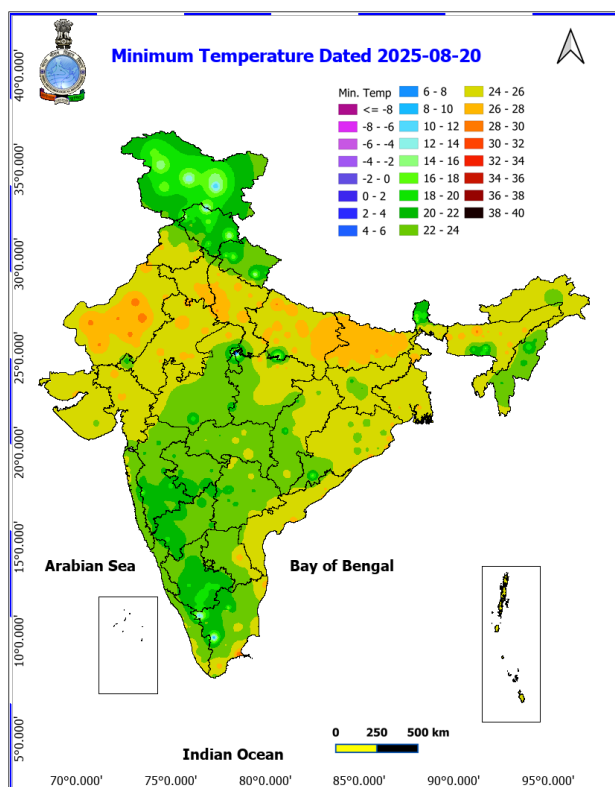 Minimum Temperature Dated 2025-08-20
Min. Temp
<= -8
-8 - -6
-6 - -4
-4 - -2
-2 - 0
0 - 2
2 - 4
4 - 6
6 - 8
8 - 10
10 - 12
12 - 14
14 - 16
16 - 18
18 - 20
20 - 22
22 - 24
24 - 26
26 - 28
28 - 30
30 - 32
32 - 34
34 - 36
36 - 38
38 - 40
40°0.000'
35°0.000'
30°0.000'
25°0.000'
20°0.000'
15°0.000'
10°0.000'
5°0.000'
Arabian Sea
Bay of Bengal
Indian Ocean
0 250 500 km
70°0.000' 75°0.000' 80°0.000' 85°0.000' 90°0.000' 95°0.000'